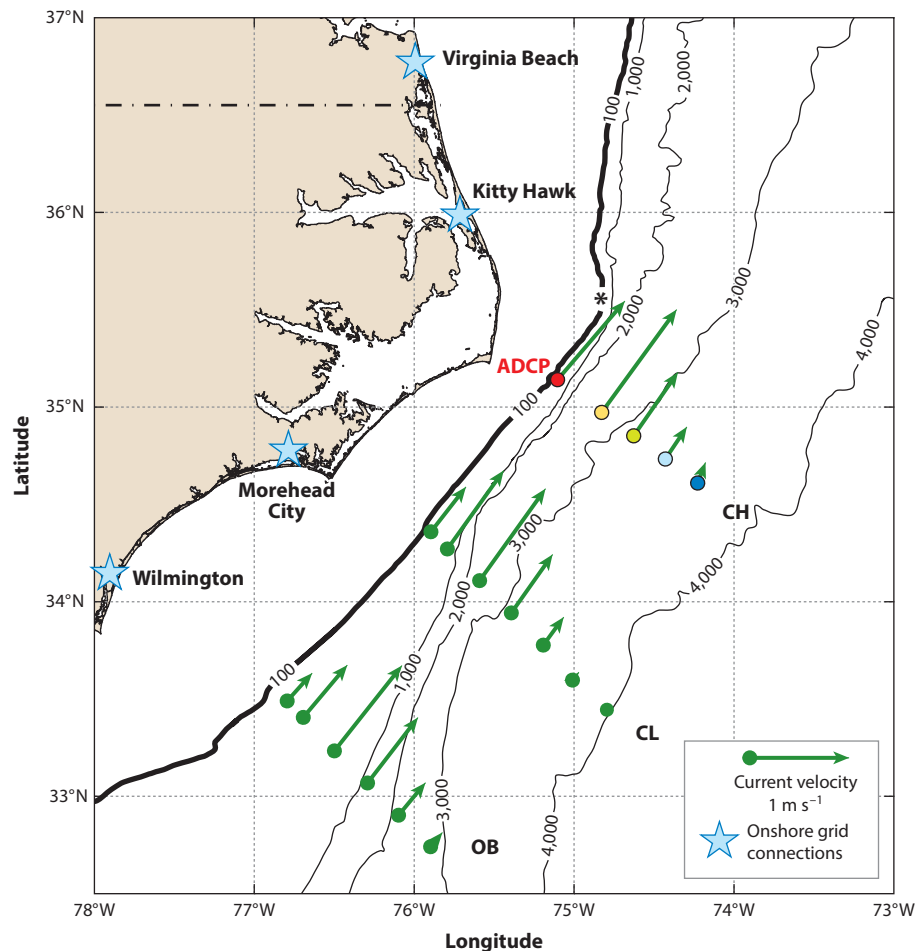 37°N
36°N
35°N
34°N
33°N
Latitude
78°W
77°W
76°W
75°W
74°W
73°W
Longitude
Virginia Beach
Kitty Hawk
ADCP
Morehead
City
Wilmington
100
1,000
2,000
*
2,000
3,000
4,000
100
3,000
CH
4,000
2,000
100
1,000
CL
3,000
4,000
OB
Current velocity
1 m s⁻¹
Onshore grid
connections